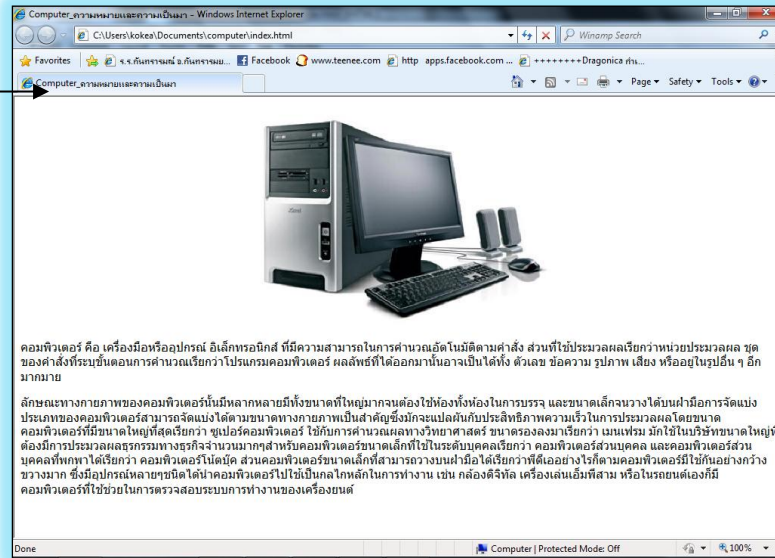 Computer_ความหมายและความเป็นมา - Windows Internet Explorer
C:\Users\kokea\Documents\computer\index.html
Winamp Search
Favorites ร.ร.กันทรารมณ์ อ.กันทรารมย... Facebook www.teenee.com http apps.facebook.com ... ++++++++Dragonica
Computer_ความหมายและความเป็นมา
Page Safety Tools
คอมพิวเตอร์ คือ เครื่องมือหรืออุปกรณ์ อิเล็กทรอนิกส์ ที่มีความสามารถในการคำนวณอัตโนมัติตามคำสั่ง ส่วนที่ใช้ประมวลผลเรียกว่าหน่วยประมวลผล ชุด
ของคำสั่งที่ระบุขั้นตอนการคำนวณเรียกว่าโปรแกรมคอมพิวเตอร์ ผลลัพธ์ที่ได้ออกมานั้นอาจเป็นได้ทั้ง ตัวเลข ข้อความ รูปภาพ เสียง หรืออยู่ในรูปอื่น ๆ อีก
มากมาย
ลักษณะทางกายภาพของคอมพิวเตอร์นั้นมีหลากหลายมีทั้งขนาดที่ใหญ่มากจนต้องใช้ห้องทั้งห้องในการบรรจุ และขนาดเล็กจนวางได้บนฝ่ามือการจัดแบ่ง
ประเภทของคอมพิวเตอร์สามารถจัดแบ่งได้ตามขนาดทางกายภาพเป็นสำคัญซึ่งมักจะแปลผันกับประสิทธิภาพความเร็วในการประมวลผลโดยขนาด
คอมพิวเตอร์ที่มีขนาดใหญ่ที่สุดเรียกว่า ซูเปอร์คอมพิวเตอร์ ใช้กับการคำนวณผลทางวิทยาศาสตร์ ขนาดรองลงมาเรียกว่า เมนเฟรม มักใช้ในบริษัทขนาดใหญ่ที่
ต้องมีการประมวลผลธุรกรรมทางธุรกิจจำนวนมากๆสำหรับคอมพิวเตอร์ขนาดเล็กที่ใช้ในระดับบุคคลเรียกว่า คอมพิวเตอร์ส่วนบุคคล และคอมพิวเตอร์ส่วน
บุคคลที่พกพาได้เรียกว่า คอมพิวเตอร์โน้ตบุ๊ค ส่วนคอมพิวเตอร์ขนาดเล็กที่สามารถวางบนฝ่ามือได้เรียกว่าพีดีเออย่างไรก็ตามคอมพิวเตอร์มีใช้กันอย่างกว้าง
ขวางมาก ซึ่งมีอุปกรณ์หลายๆชนิดได้นำคอมพิวเตอร์ไปใช้เป็นกลไกหลักในการทำงาน เช่น กล้องดิจิทัล เครื่องเล่นเอ็มพีสาม หรือในรถยนต์เองก็มี
คอมพิวเตอร์ที่ใช้ช่วยในการตรวจสอบระบบการทำงานของเครื่องยนต์
Done Computer | Protected Mode: Off 100%